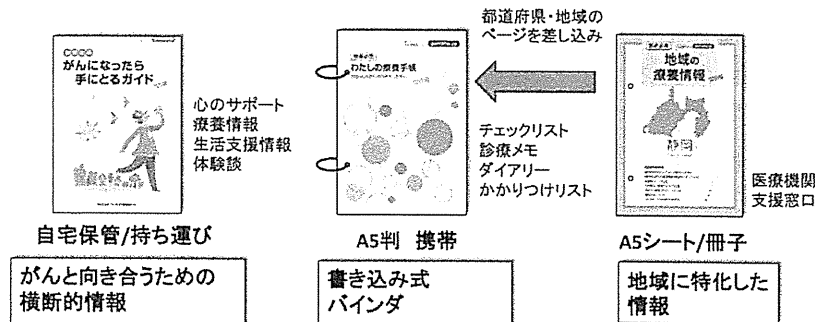 がんになったら
手にとるガイド
心のサポート
療養情報
生活支援情報
体験談
自宅保管/持ち運び
がんと向き合うための
横断的情報
わたしの療養手帳
A5判 携帯
書き込み式
バインダ
都道府県・地域の
ページを差し込み
チェックリスト
診療メモ
ダイアリー
かかりつけリスト
地域の
療養情報
静岡
医療機関
支援窓口
A5シート/冊子
地域に特化した
情報